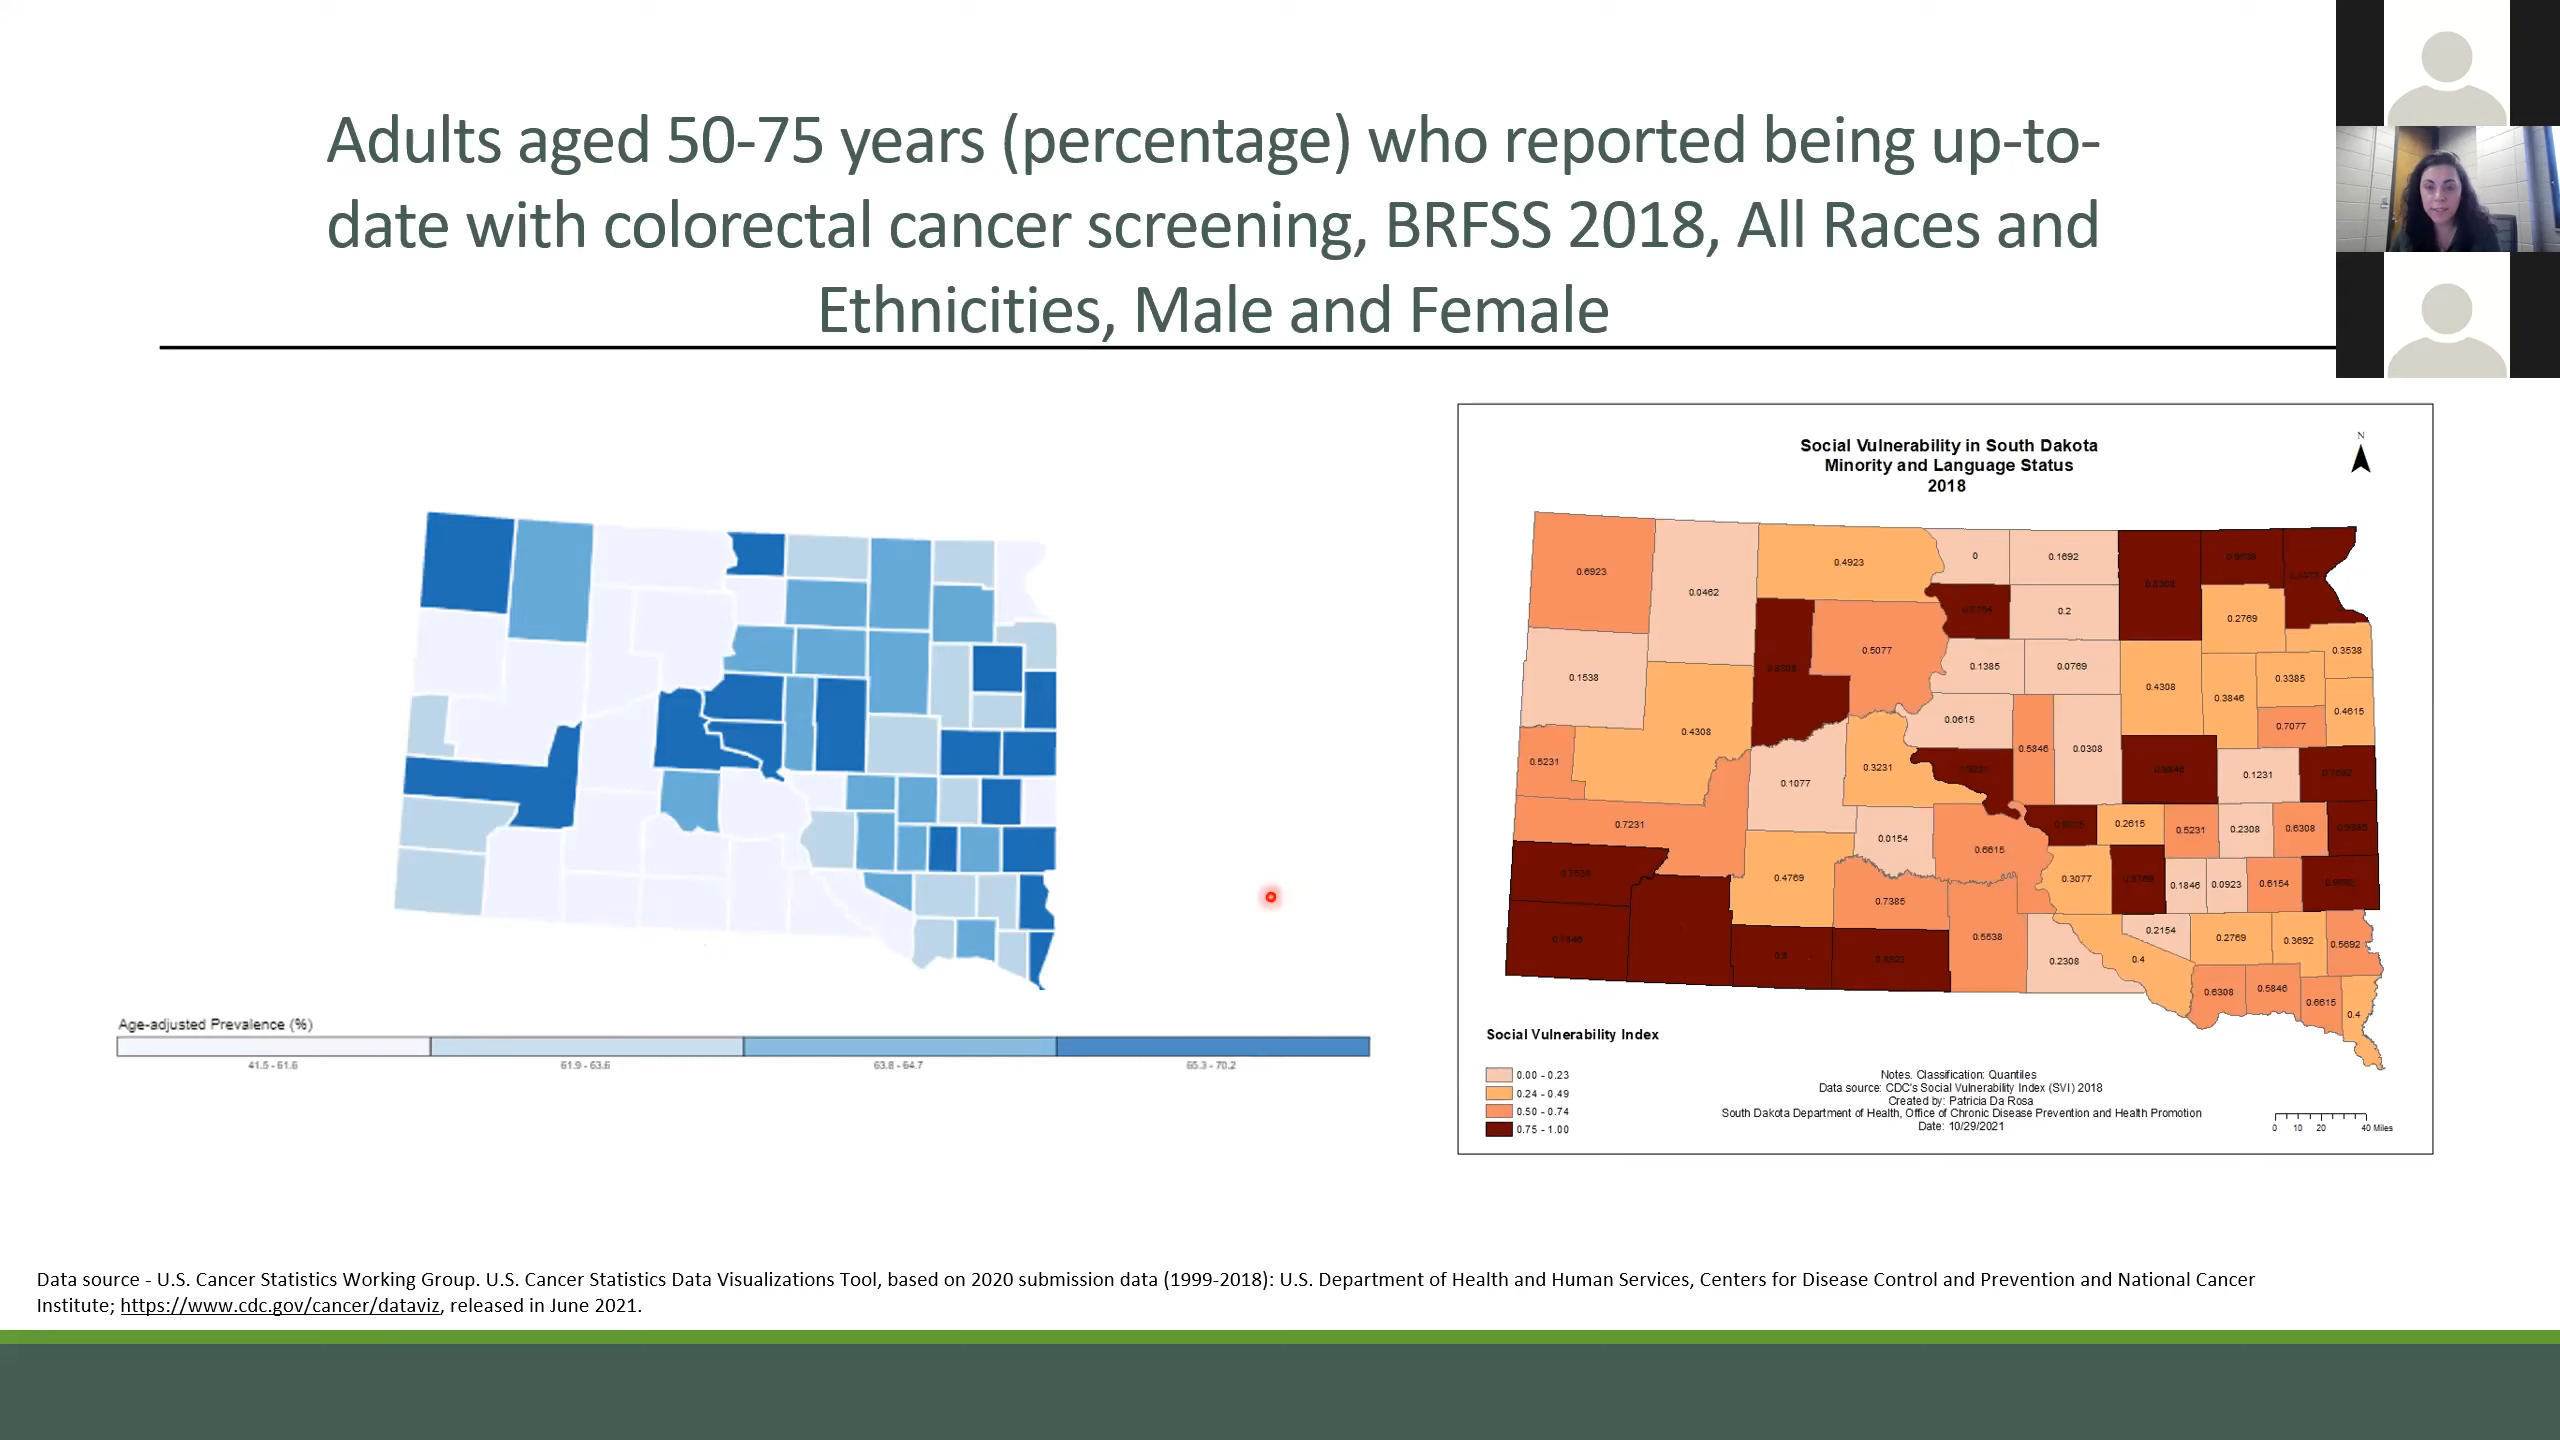 Adults aged 50-75 years (percentage) who reported being up-to-
date with colorectal cancer screening, BRFSS 2018, All Races and
Ethnicities, Male and Female
Age-adjusted Prevalence (%)
41.5 - 61.6
61.9 - 63.6
63.8 - 64.7
65.3 - 70.2
Social Vulnerability in South Dakota
Minority and Language Status
2018
N
0.6923
0.0462
0.4923
0
0.1692
0.2
0.2769
0.1538
0.5077
0.1385
0.0769
0.4308
0.3846
0.3385
0.3538
0.4615
0.7077
0.4308
0.0615
0.5846
0.0308
0.5231
0.1077
0.3231
0.1231
0.7231
0.0154
0.6615
0.2615
0.5231
0.2308
0.6308
0.4769
0.3077
0.1846
0.0923
0.6154
0.7385
0.5538
0.2308
0.4
0.2154
0.2769
0.3692
0.5692
0.6308
0.5846
0.6615
0.4
Social Vulnerability Index
0.00 - 0.23
0.24 - 0.49
0.50 - 0.74
0.75 - 1.00
Notes. Classification: Quantiles
Data source: CDC's Social Vulnerability Index (SVI) 2018
Created by: Patricia Da Rosa
South Dakota Department of Health, Office of Chronic Disease Prevention and Health Promotion
Date: 10/29/2021
0 10 20 40 Miles
Data source - U.S. Cancer Statistics Working Group. U.S. Cancer Statistics Data Visualizations Tool, based on 2020 submission data (1999-2018): U.S. Department of Health and Human Services, Centers for Disease Control and Prevention and National Cancer
Institute; https://www.cdc.gov/cancer/dataviz, released in June 2021.